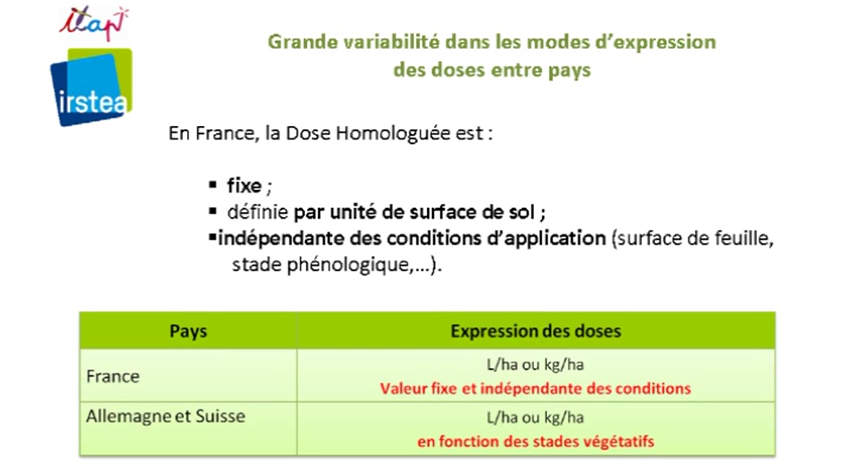 itap
irstea
Grande variabilité dans les modes d'expression
des doses entre pays
En France, la Dose Homologuée est :
▪ fixe ;
▪ définie par unité de surface de sol ;
▪indépendante des conditions d'application (surface de feuille,
stade phénologique,...).
Pays Expression des doses
France
L/ha ou kg/ha
Valeur fixe et indépendante des conditions
Allemagne et Suisse
L/ha ou kg/ha
en fonction des stades végétatifs